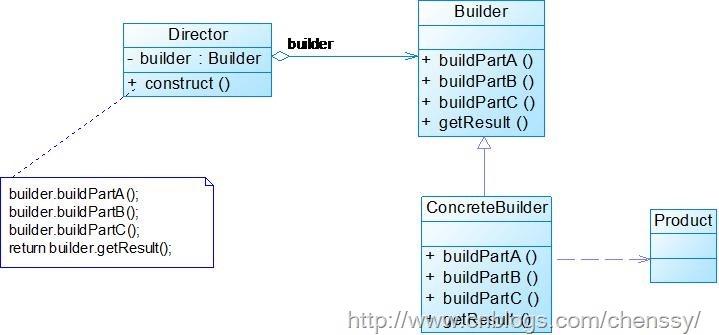 Director
- builder : Builder
+ construct ()
builder
Builder
+ buildPartA ()
+ buildPartB ()
+ buildPartC ()
+ getResult ()
builder.buildPartA();
builder.buildPartB();
builder.buildPartC();
return builder.getResult();
ConcreteBuilder
+ buildPartA ()
+ buildPartB ()
+ buildPartC ()
+ getResult ()
Product
http://www.cnblogs.com/chenssy/